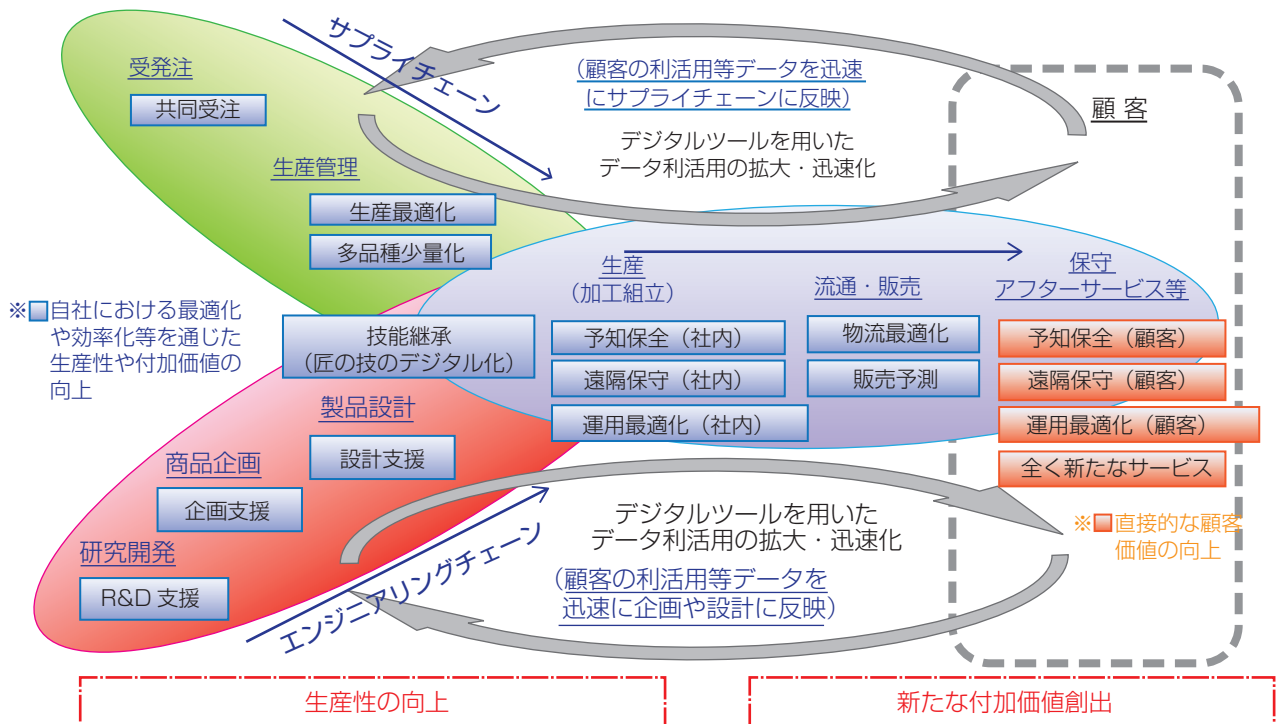 サプライチェーン
受発注
共同受注
生産管理
生産最適化
多品種少量化
(顧客の利活用等データを迅速
にサプライチェーンに反映)
デジタルツールを用いた
データ利活用の拡大・迅速化
顧 客
※自社における最適化
や効率化等を通じた
生産性や付加価値の
向上
技能継承
(匠の技のデジタル化)
生産
(加工組立)
予知保全(社内)
遠隔保守(社内)
運用最適化(社内)
流通・販売
物流最適化
販売予測
保守
アフターサービス等
予知保全(顧客)
遠隔保守(顧客)
運用最適化(顧客)
全く新たなサービス
※直接的な顧客
価値の向上
製品設計
設計支援
商品企画
企画支援
研究開発
R&D 支援
エンジニアリングチェーン
デジタルツールを用いた
データ利活用の拡大・迅速化
(顧客の利活用等データを
迅速に企画や設計に反映)
生産性の向上
新たな付加価値創出